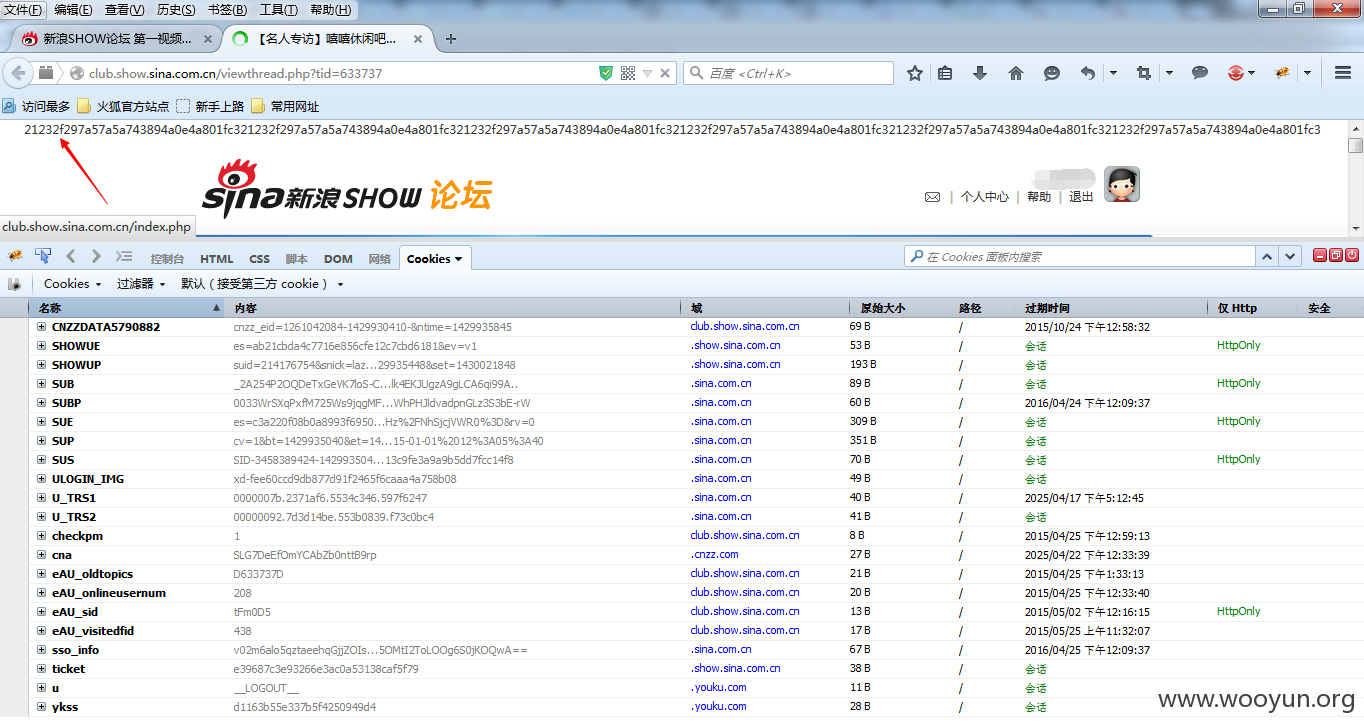 文件(F) 编辑(E) 查看(V) 历史(S) 书签(B) 工具(T) 帮助(H)
新浪SHOW论坛 第一视频... × 【名人专访】嘻嘻休闲吧... × +
club.show.sina.com.cn/viewthread.php?tid=633737 百度 <Ctrl+K>
访问最多 火狐官方站点 新手上路 常用网址
21232f297a57a5a743894a0e4a801fc321232f297a57a5a743894a0e4a801fc321232f297a57a5a743894a0e4a801fc321232f297a57a5a743894a0e4a801fc321232f297a57a5a743894a0e4a801fc321232f297a57a5a743894a0e4a801fc3
sina新浪SHOW 论坛
| 个人中心 | 帮助 | 退出
club.show.sina.com.cn/index.php
控制台 HTML CSS 脚本 DOM 网络 Cookies 在 Cookies 面板内搜索
Cookies 过滤器 默认 ( 接受第三方 cookie )
名称 内容 域 原始大小 路径 过期时间 仅 Http 安全
CNZZDATA5790882 cnzz_eid=1261042084-1429930410-&ntime=1429935845 club.show.sina.com.cn 69 B / 2015/10/24 下午12:58:32
SHOWUE es=ab21cbda4c7716e856cfe12c7cbd6181&ev=v1 .show.sina.com.cn 53 B / 会话 HttpOnly
SHOWUP suid=214176754&snick=laz...29935448&set=1430021848 .show.sina.com.cn 193 B / 会话
SUB _2A254P2OQDeTxGeVK7loS-C...lk4EKJUgzA9gLCA6qi99A.. .sina.com.cn 89 B / 会话 HttpOnly
SUBP 0033WrSXqPxfM725Ws9jqgMF...WhPHJldvadpnGLz3S3bE-rW .sina.com.cn 60 B / 2016/04/24 下午12:09:37
SUE es=c3a220f08b0a8993f6950...Hz%2FNhSjcjVWR0%3D&rv=0 .sina.com.cn 309 B / 会话 HttpOnly
SUP cv=1&bt=1429935040&et=14...15-01-01%2012%3A05%3A40 .sina.com.cn 351 B / 会话
SUS SID-3458389424-142993504...13c9fe3a9a9b5dd7fcc14f8 .sina.com.cn 70 B / 会话 HttpOnly
ULOGIN_IMG xd-fee60ccd9db877d91f2465f6caaa4a758b08 .sina.com.cn 49 B / 会话
U_TRS1 0000007b.2371af6.5534c346.597f6247 .sina.com.cn 40 B / 2025/04/17 下午5:12:45
U_TRS2 00000092.7d3d14be.553b0839.f73c0bc4 .sina.com.cn 41 B / 会话
checkpm 1 club.show.sina.com.cn 8 B / 2015/04/25 下午12:59:13
cna SLG7DeEfOmYCAbZb0nttB9rp .cnzz.com 27 B / 2025/04/22 下午12:33:39
eAU_oldtopics D633737D club.show.sina.com.cn 21 B / 2015/04/25 下午1:33:13
eAU_onlineusernum 208 club.show.sina.com.cn 20 B / 2015/04/25 下午12:33:40
eAU_sid tFm0D5 club.show.sina.com.cn 13 B / 2015/05/02 下午12:16:15 HttpOnly
eAU_visitedfid 438 club.show.sina.com.cn 17 B / 2015/05/25 上午11:32:07
sso_info v02m6alo5qztaeehqGjjZOIs...5OMtI2ToLOOg6S0jKOQwA== .sina.com.cn 67 B / 2016/04/25 下午12:09:37
ticket e39687c3e93266e3ac0a53138caf5f79 .show.sina.com.cn 38 B / 会话
u __LOGOUT__ .youku.com 11 B / 会话
ykss d1163b55e337b5f4250949d4 .youku.com 28 B / 会话
www.wooyun.org